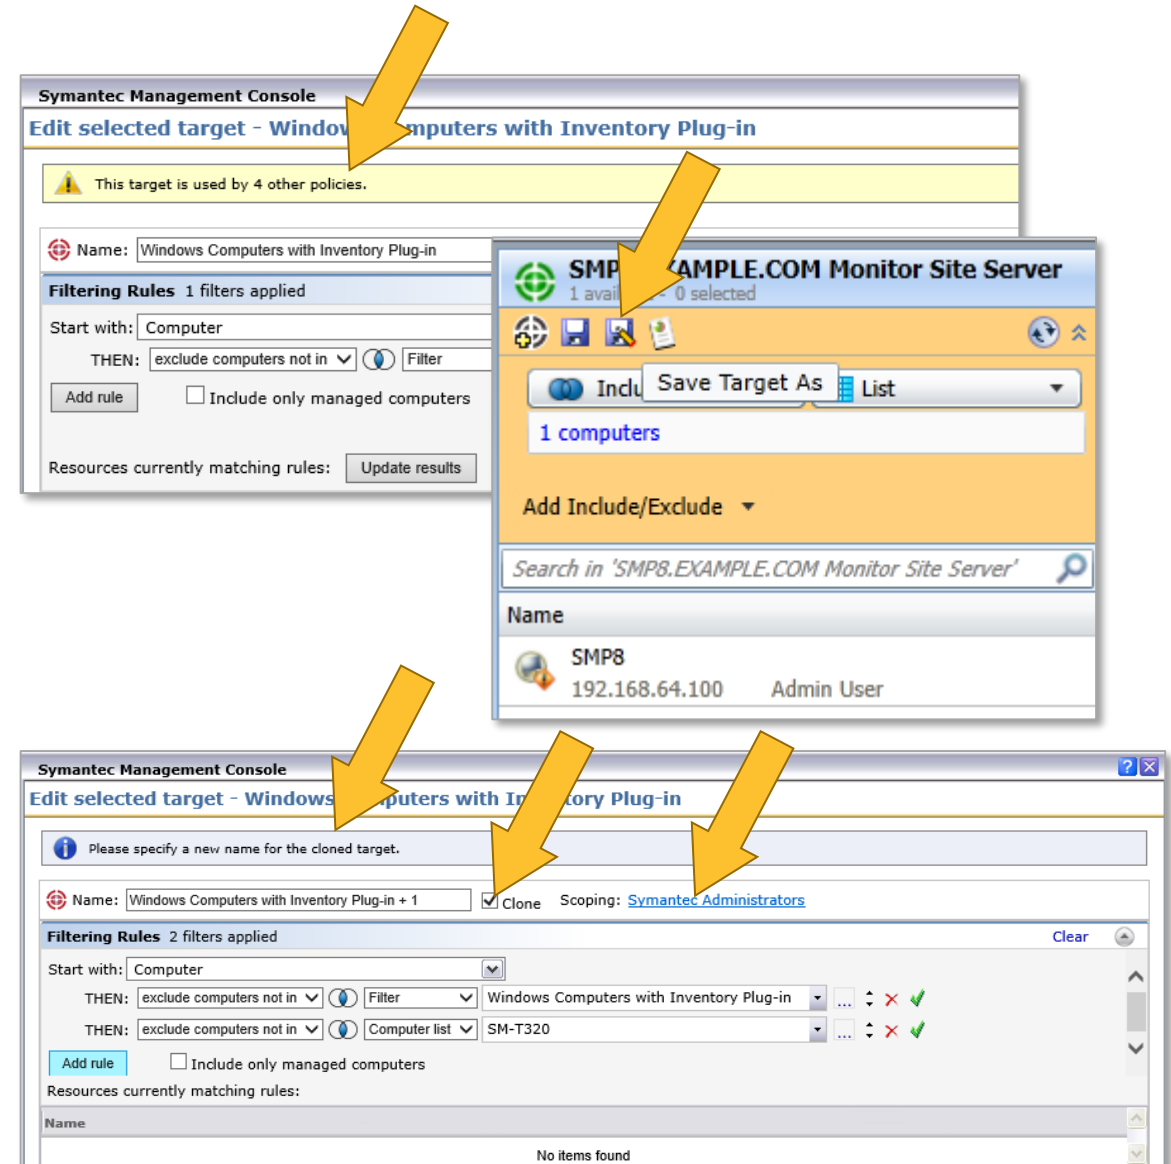 Symantec Management Console
Edit selected target - Window mputers with Inventory Plug-in
This target is used by 4 other policies.
Name: Windows Computers with Inventory Plug-in
Filtering Rules 1 filters applied
Start with: Computer
THEN: exclude computers not in Filter
Add rule Include only managed computers
Resources currently matching rules: Update results
SMP AMPLE.COM Monitor Site Server
1 avail - 0 selected
Inclu Save Target As List
1 computers
Add Include/Exclude
Search in 'SMP8.EXAMPLE.COM Monitor Site Server'
Name
SMP8
192.168.64.100 Admin User
Symantec Management Console
Edit selected target - Windows puters with In tory Plug-in
Please specify a new name for the cloned target.
Name: Windows Computers with Inventory Plug-in + 1 Clone Scoping: Symantec Administrators
Filtering Rules 2 filters applied Clear
Start with: Computer
THEN: exclude computers not in Filter Windows Computers with Inventory Plug-in ...
THEN: exclude computers not in Computer list SM-T320 ...
Add rule Include only managed computers
Resources currently matching rules:
Name
No items found